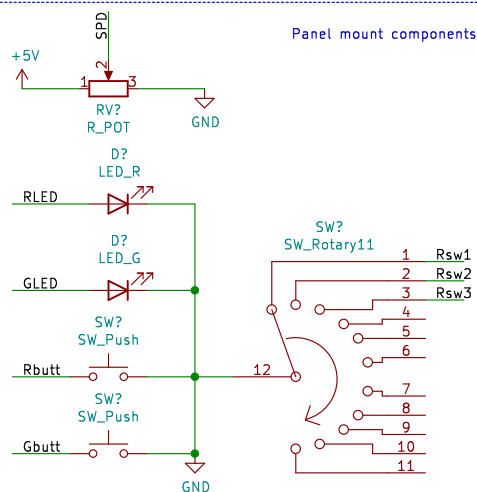 SPD
Panel mount components
+5V
2
1
3
RV?
R_POT
GND
D?
LED_R
RLED
D?
LED_G
GLED
SW?
SW_Push
Rbutt
SW?
SW_Push
Gbutt
GND
SW?
SW_Rotary11
1
Rsw1
2
Rsw2
3
Rsw3
4
5
6
12
7
8
9
10
11